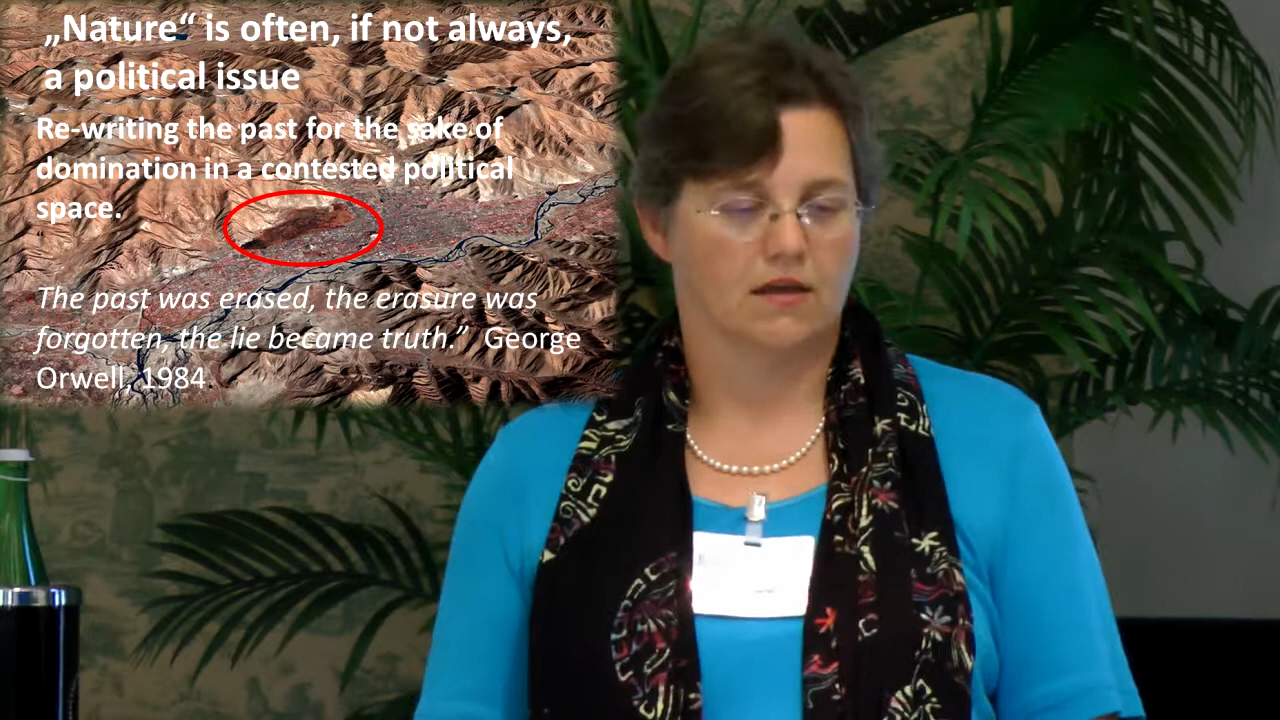 „Nature“ is often, if not always,
a political issue
Re-writing the past for the sake of
domination in a contested political
space.
The past was erased, the erasure was
forgotten, the lie became truth.” George
Orwell, 1984.